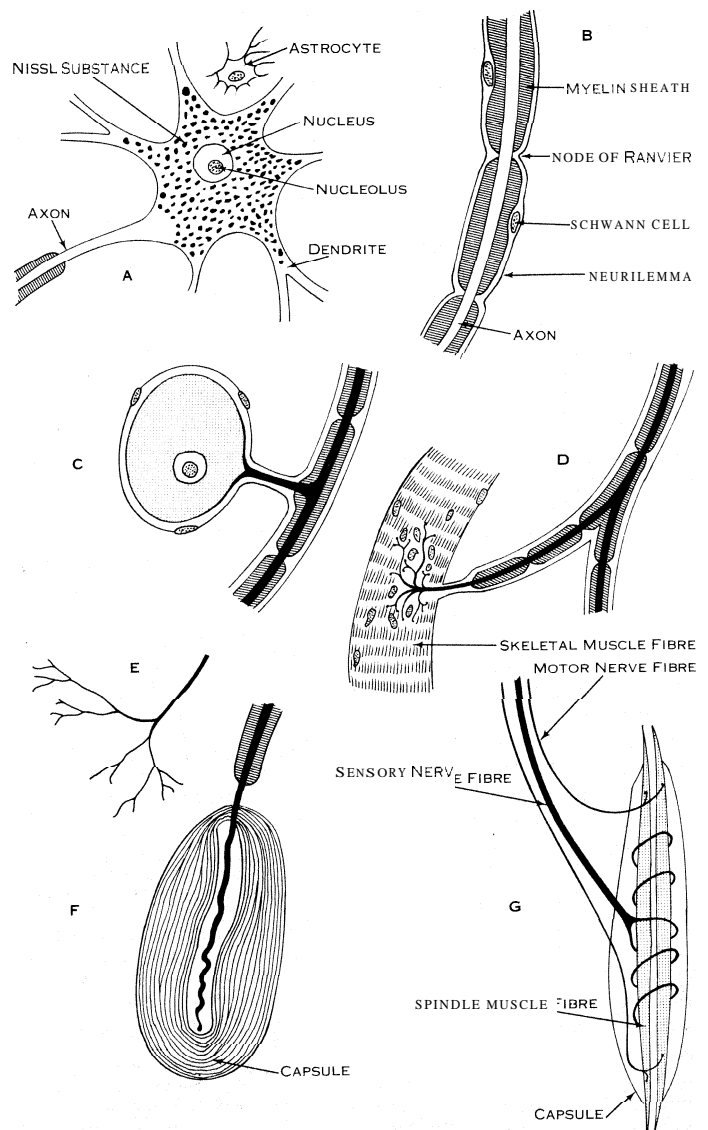 ASTROCYTE
NISSL SUBSTANCE
NUCLEUS
NUCLEOLUS
AXON
DENDRITE
A
B
MYELIN SHEATH
NODE OF RANVIER
SCHWANN CELL
NEURILEMMA
AXON
C
D
SKELETAL MUSCLE FIBRE
MOTOR NERVE FIBRE
E
SENSORY NERVE FIBRE
F
CAPSULE
G
SPINDLE MUSCLE FIBRE
CAPSULE